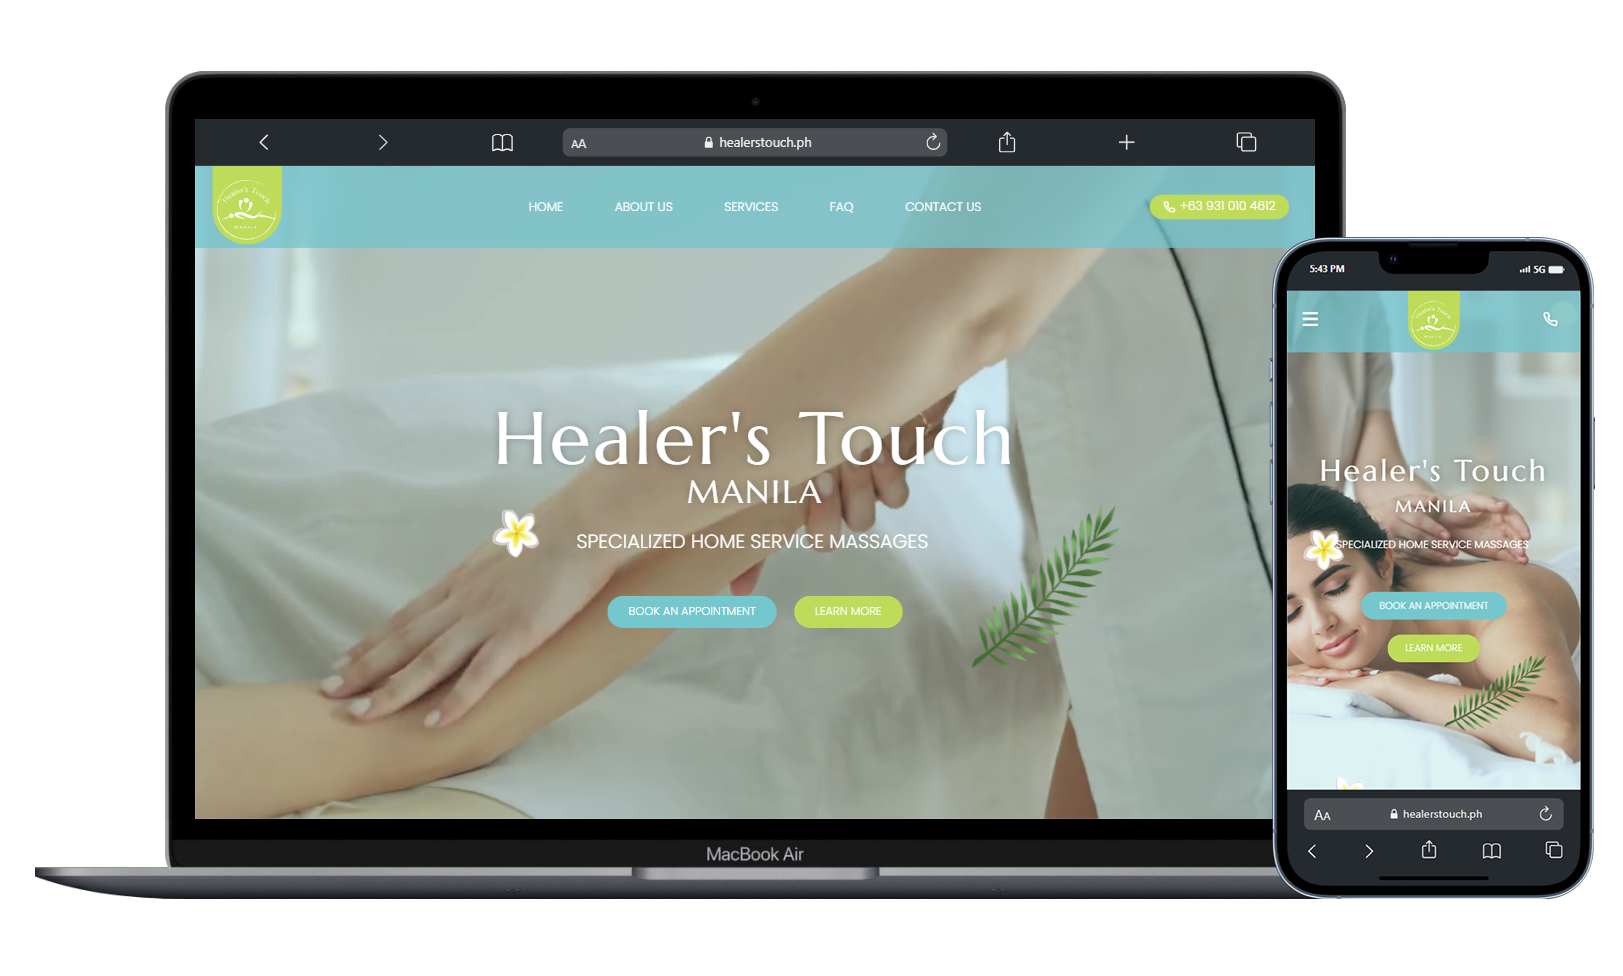 AA
healerstouch.ph
Healer's Touch
MANILA
HOME
ABOUT US
SERVICES
FAQ
CONTACT US
+63 931 010 4612
Healer's Touch
MANILA
SPECIALIZED HOME SERVICE MASSAGES
BOOK AN APPOINTMENT
LEARN MORE
MacBook Air
5:43 PM
5G
Healer's Touch
MANILA
Healer's Touch
MANILA
SPECIALIZED HOME SERVICE MASSAGES
BOOK AN APPOINTMENT
LEARN MORE
AA
healerstouch.ph